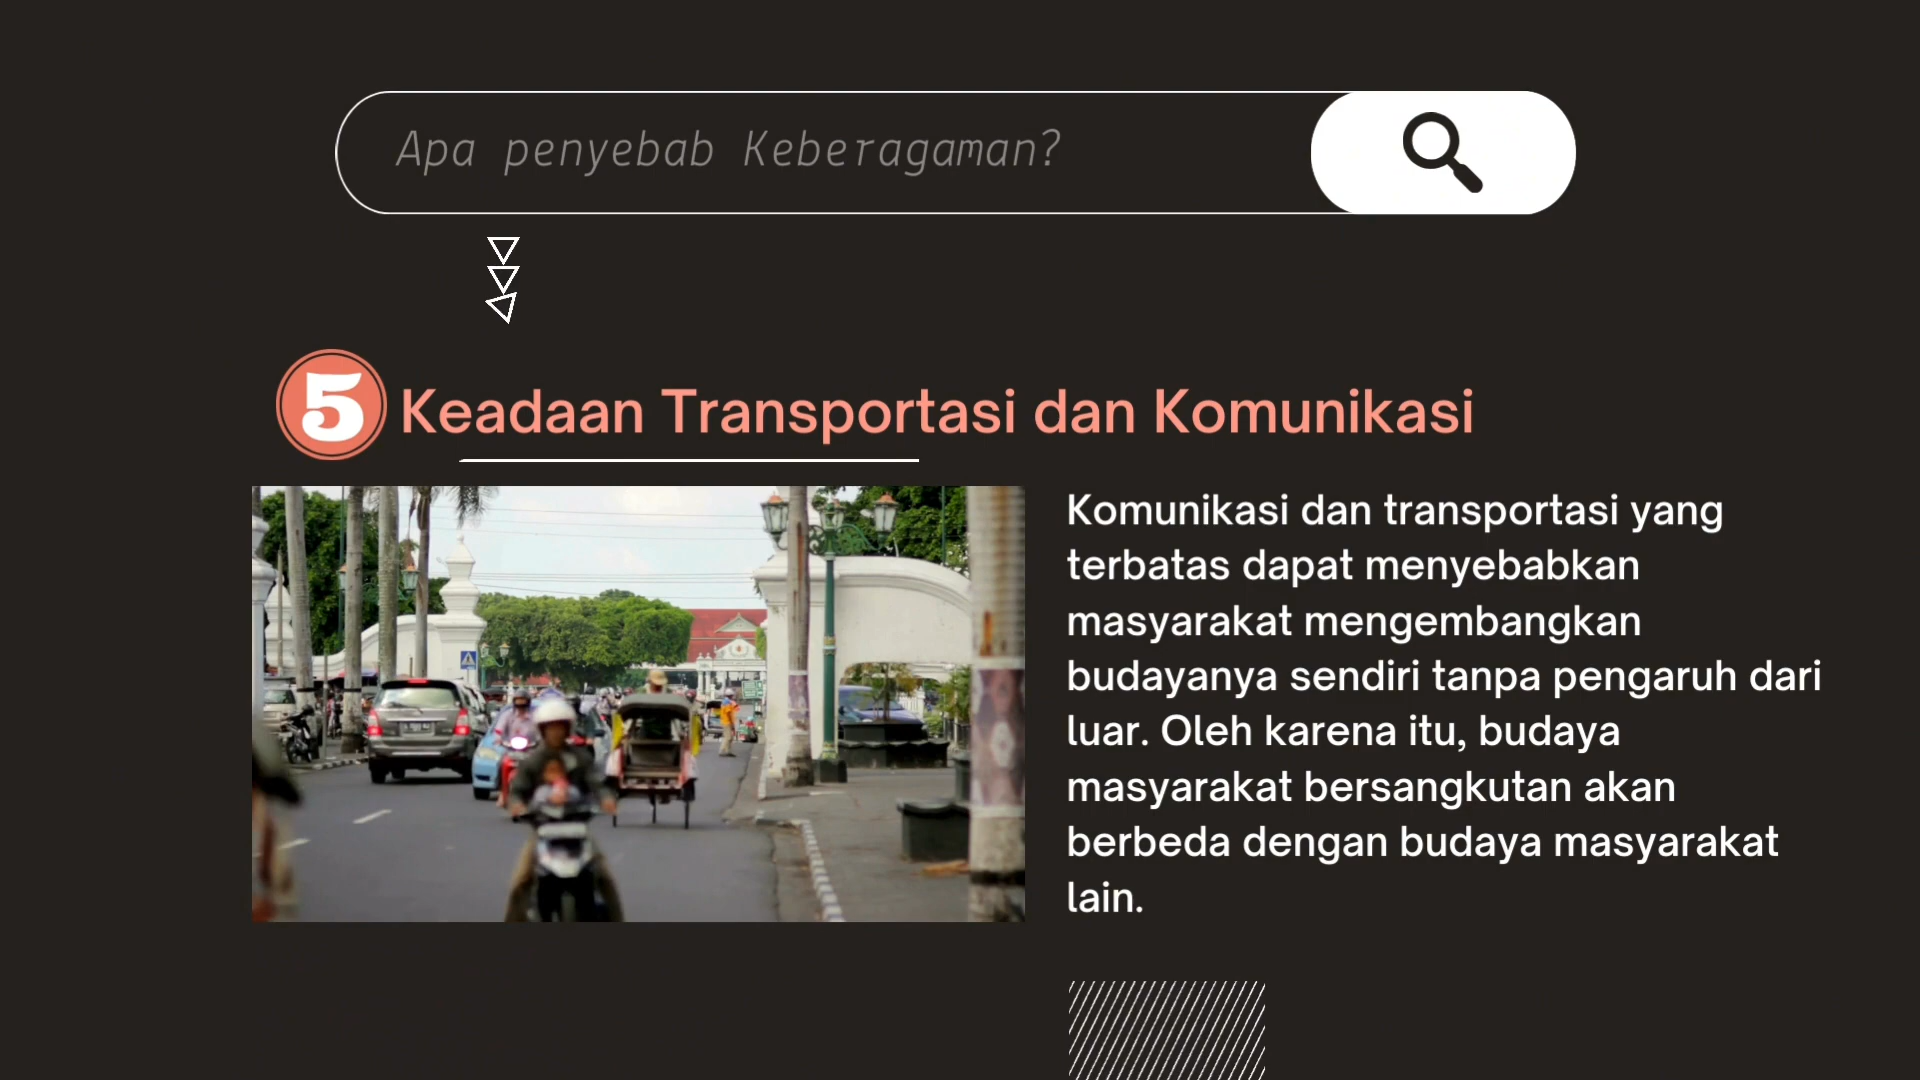 Apa penyebab Keberagaman?
5 Keadaan Transportasi dan Komunikasi
Komunikasi dan transportasi yang
terbatas dapat menyebabkan
masyarakat mengembangkan
budayanya sendiri tanpa pengaruh dari
luar. Oleh karena itu, budaya
masyarakat bersangkutan akan
berbeda dengan budaya masyarakat
lain.